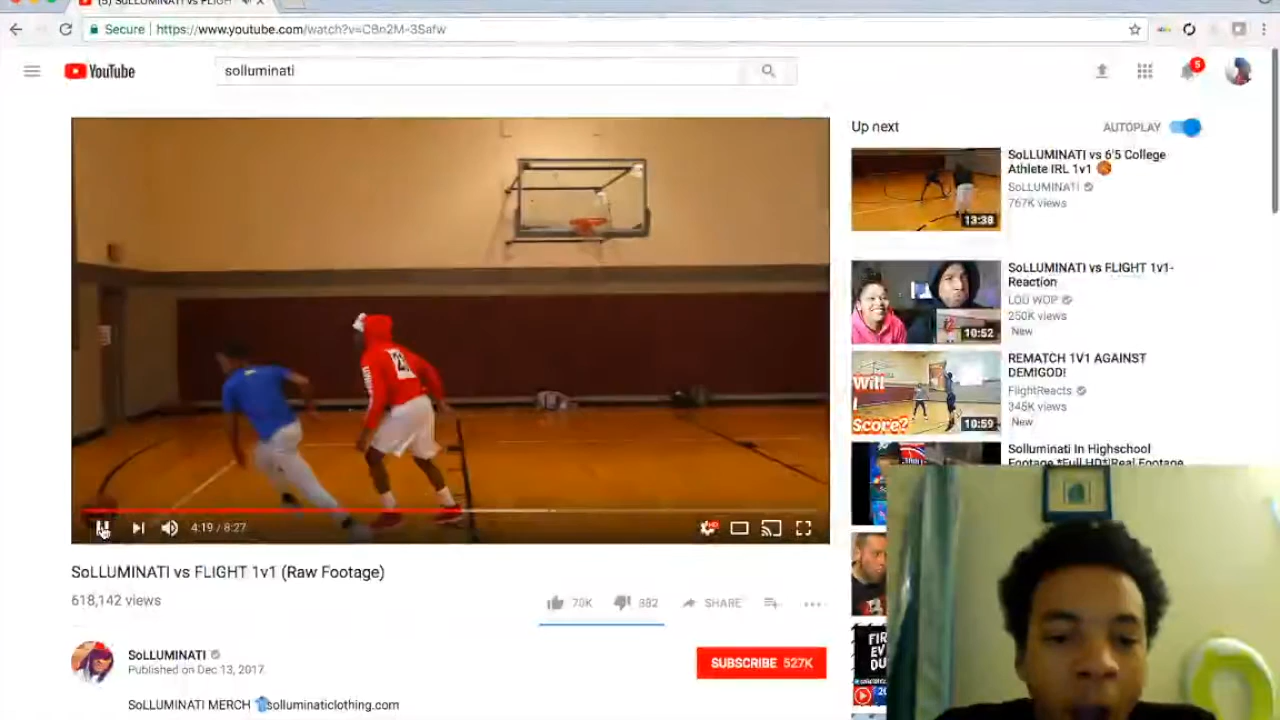 (5) SoLLUMINATI vs FLIGH
Secure
https://www.youtube.com/watch?v=C8n2M-3Safw
YouTube
solluminati
5
Up next
AUTOPLAY
SoLLUMINATI vs 6'5 College
Athlete IRL 1v1 🏀
SoLLUMINATI
767K views
13:38
SoLLUMINATI vs FLIGHT 1v1-
Reaction
LOD WOP
250K views
New
10:52
REMATCH 1V1 AGAINST
DEMIGOD!
FlightReacts
345K views
New
Will
I
Score?
10:59
Solluminati In Highschool
Footage *Full HD*|Real Footage
4:19 / 8:27
HD
SoLLUMINATI vs FLIGHT 1v1 (Raw Footage)
618,142 views
70K
882
SHARE
SoLLUMINATI
Published on Dec 13, 2017
SUBSCRIBE 527K
SoLLUMINATI MERCH 👕solluminaticlothing.com